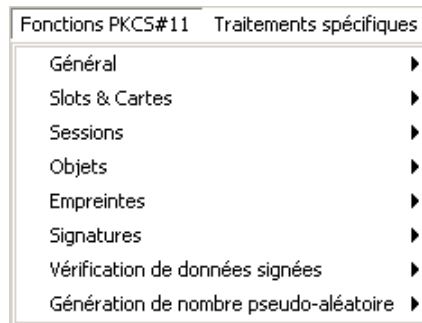 Fonctions PKCS#11 Traitements spécifiques
Général
Slots & Cartes
Sessions
Objets
Empreintes
Signatures
Vérification de données signées
Génération de nombre pseudo-aléatoire